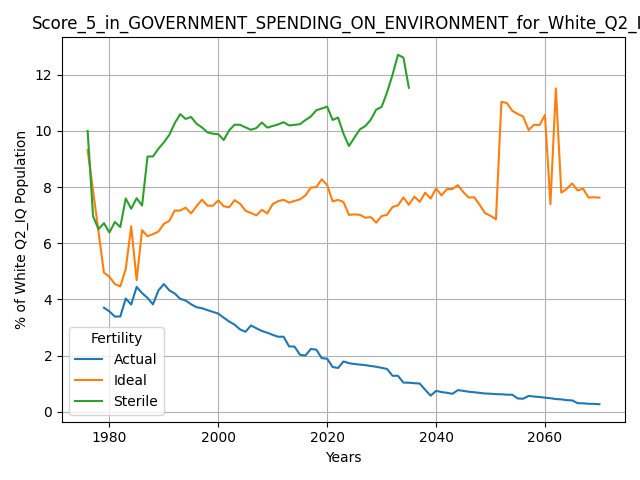 Score_5_in_GOVERNMENT_SPENDING_ON_ENVIRONMENT_for_White_Q2_I
% of White Q2_IQ Population
12
10
8
6
4
2
0
Fertility
Actual
Ideal
Sterile
1980
2000
2020
2040
2060
Years